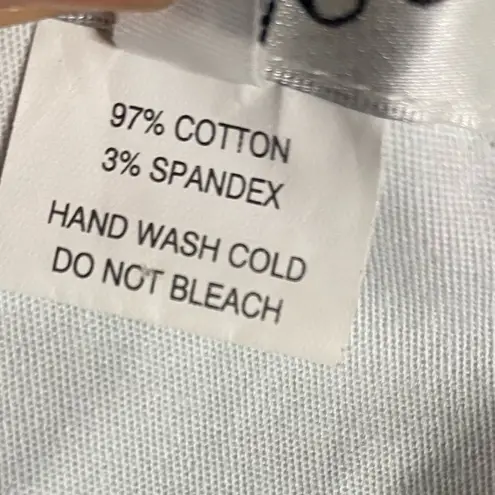 97% COTTON
3% SPANDEX
HAND WASH COLD
DO NOT BLEACH